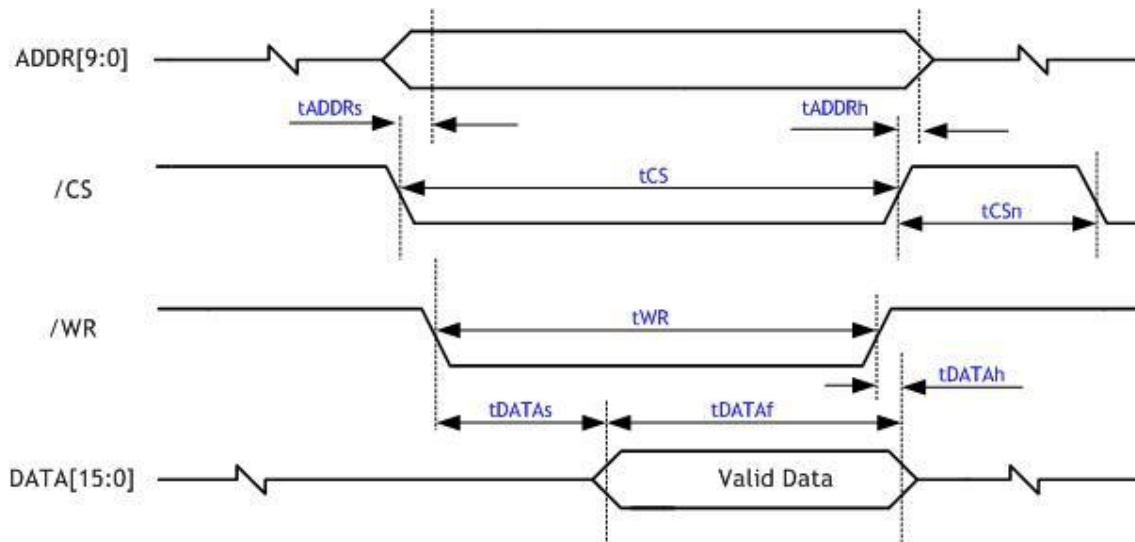 ADDR[9:0]
tADDRs
tADDRh
/CS
tCS
tCSn
/WR
tWR
tDATAh
tDATAs
tDATAf
DATA[15:0]
Valid Data